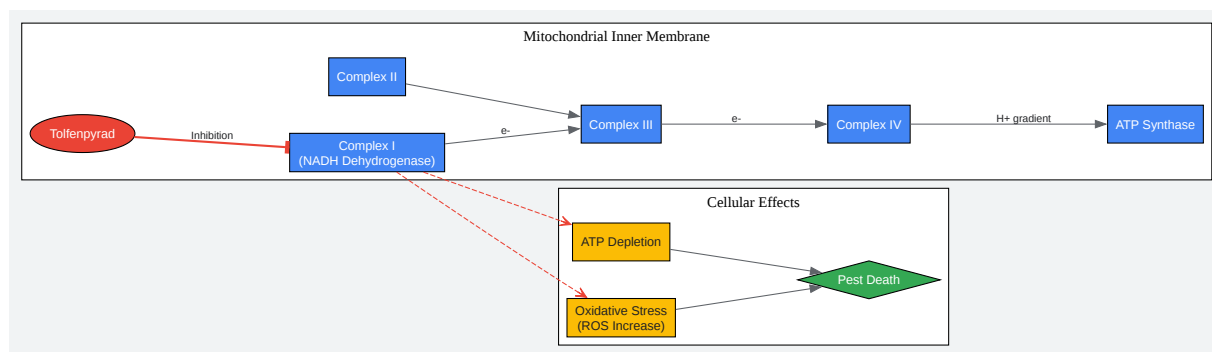 Mitochondrial Inner Membrane
Complex II
Tolfenpyrad
Inhibition
Complex I
(NADH Dehydrogenase)
e-
Complex III
e-
Complex IV
H+ gradient
ATP Synthase
Cellular Effects
ATP Depletion
Oxidative Stress
(ROS Increase)
Pest Death